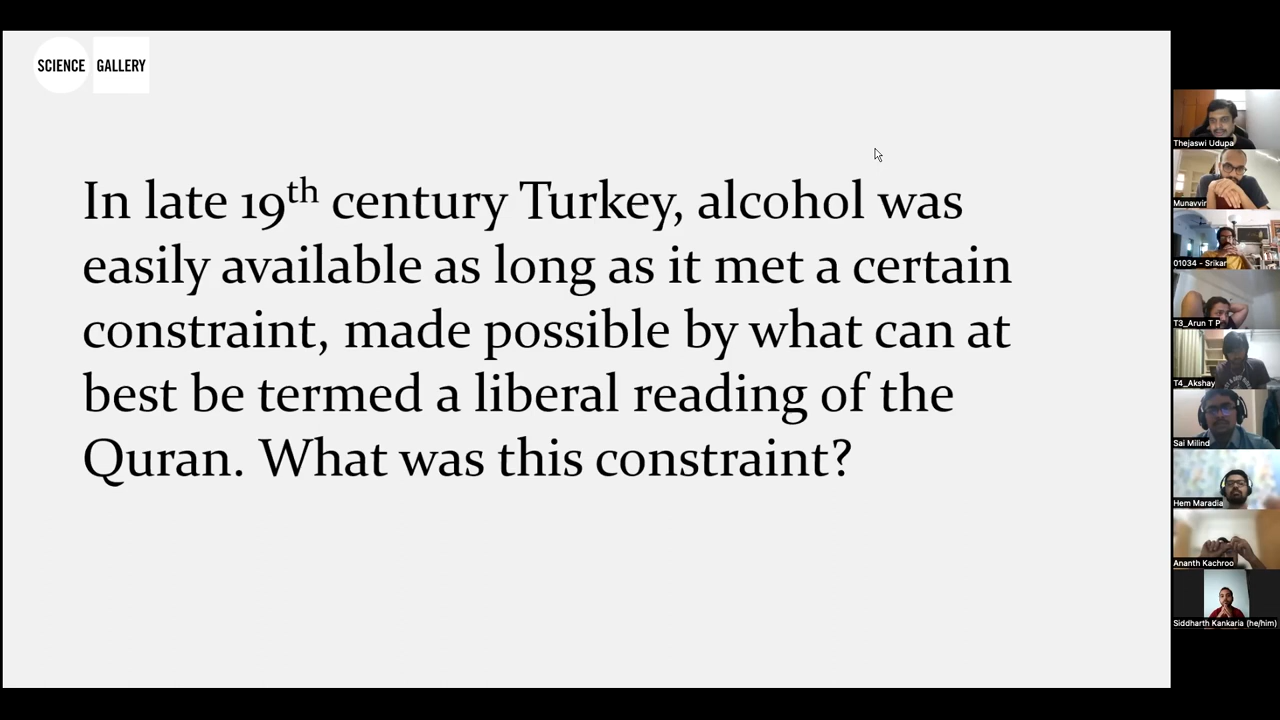 SCIENCE GALLERY
In late 19th century Turkey, alcohol was
easily available as long as it met a certain
constraint, made possible by what can at
best be termed a liberal reading of the
Quran. What was this constraint?
Thejaswi Udupa
Munavvir
01034 - Srikar
T3_Arun T P
T4_Akshay
Sai Milind
Hem Maradia
Ananth Kachroo
Siddharth Kankaria (he/him)